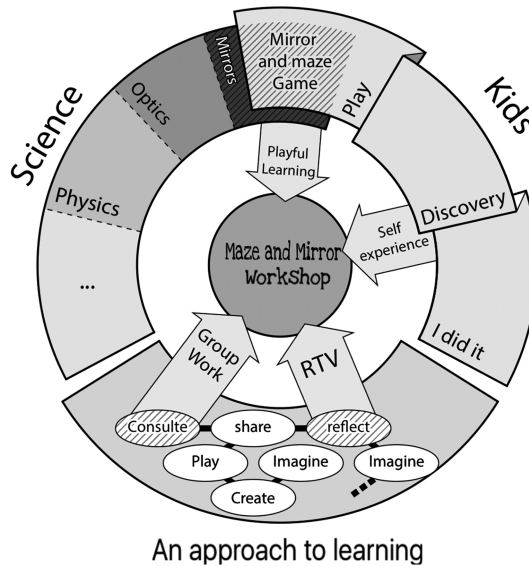 Science
Kids
...
Physics
Optics
Mirrors
Mirror
and maze
Game
Play
Discovery
I did it
Playful
Learning
Self
experience
Maze and Mirror
Workshop
Group
Work
RTV
Consulte
share
reflect
Play
Imagine
Imagine
Create
An approach to learning